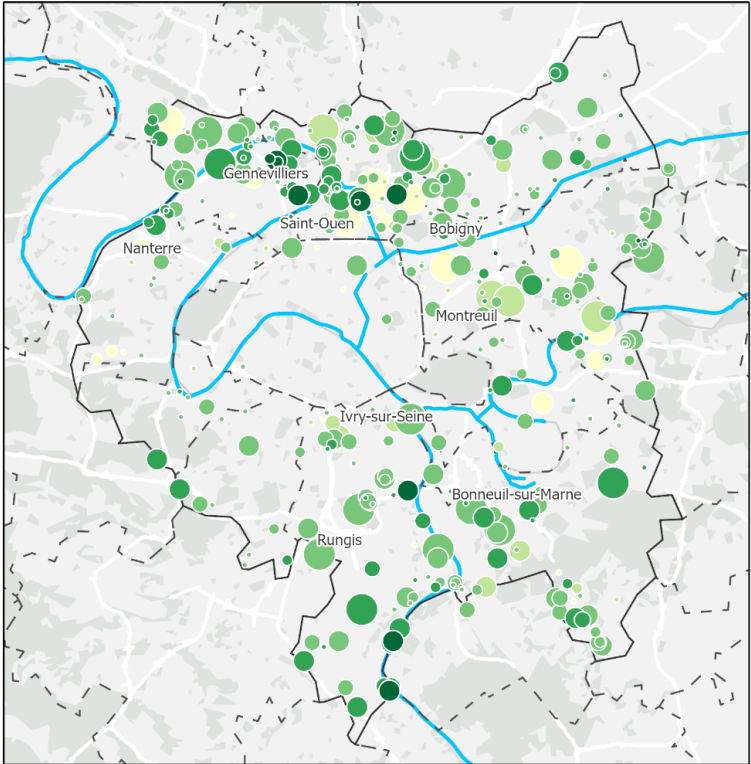 Gennevilliers
Saint-Ouen
Bobigny
Nanterre
Montreuil
Ivry-sur-Seine
Bonneuil-sur-Marne
Rungis